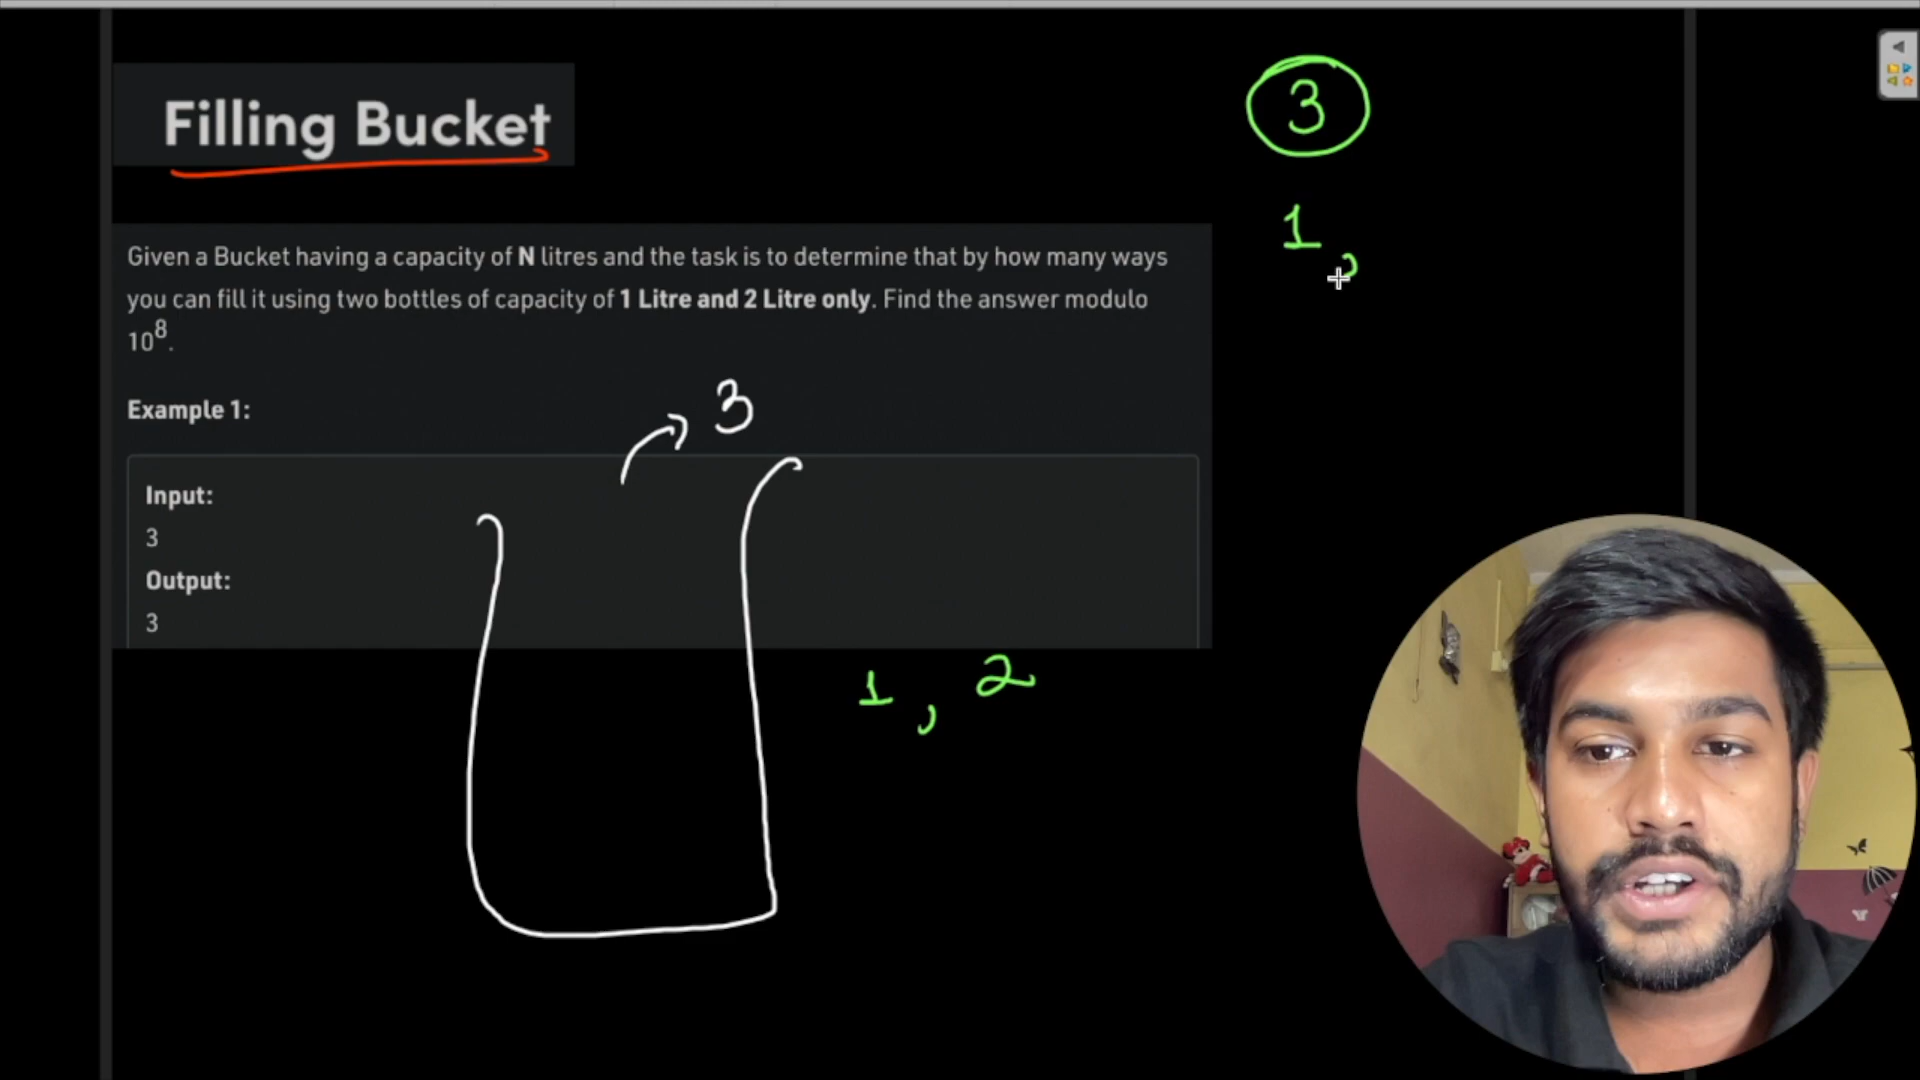 Filling Bucket
Given a Bucket having a capacity of N litres and the task is to determine that by how many ways
you can fill it using two bottles of capacity of 1 Litre and 2 Litre only. Find the answer modulo
10^8.
Example 1:
Input:
3
Output:
3
3
1, 2
3
1,